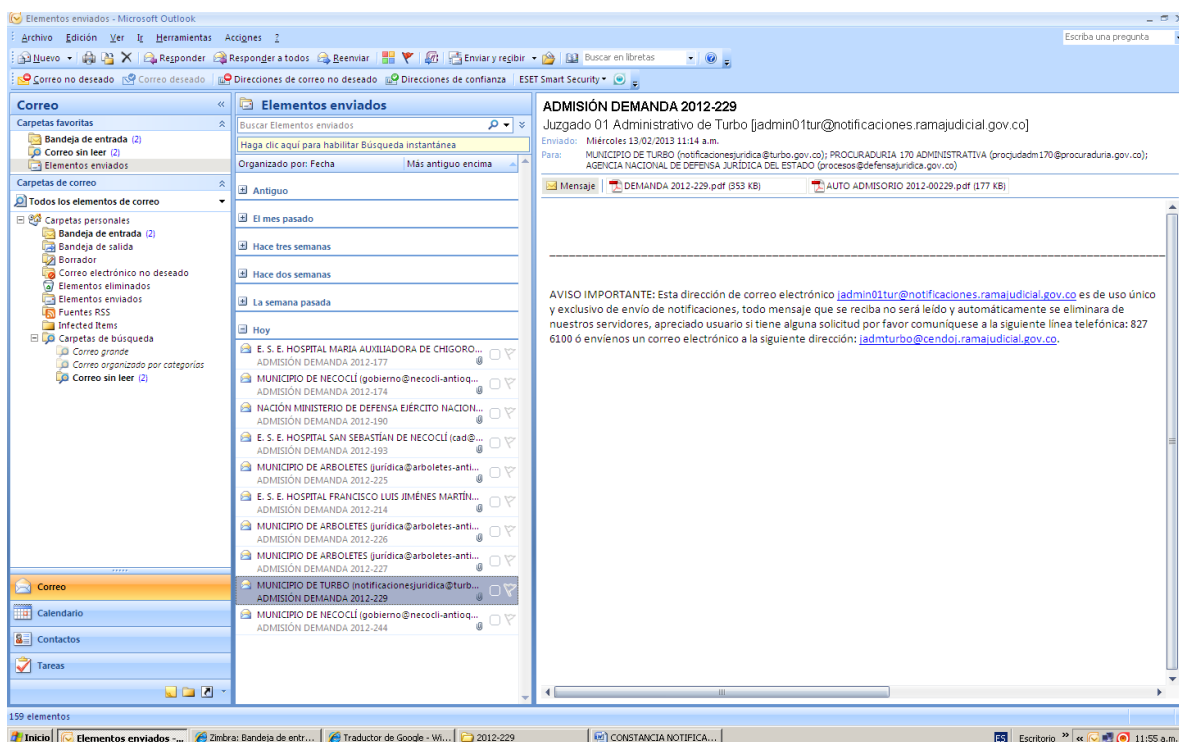 Elementos enviados - Microsoft Outlook
Archivo Edición Ver Ir Herramientas Acciones ?
Escriba una pregunta
Nuevo Responder Responder a todos Reenviar Enviar y recibir Buscar en libretas
Correo no deseado Correo deseado Direcciones de correo no deseado Direcciones de confianza ESET Smart Security
Correo
Carpetas favoritas
Bandeja de entrada (2)
Correo sin leer (2)
Elementos enviados
Carpetas de correo
Todos los elementos de correo
Carpetas personales
Bandeja de entrada (2)
Bandeja de salida
Borrador
Correo electrónico no deseado
Elementos eliminados
Elementos enviados
Fuentes RSS
Infected Items
Carpetas de búsqueda
Correo grande
Correo organizado por categorías
Correo sin leer (2)
Correo
Calendario
Contactos
Tareas
Elementos enviados
Buscar Elementos enviados
Haga clic aquí para habilitar Búsqueda instantánea
Organizado por: Fecha Más antiguo encima
Antiguo
El mes pasado
Hace tres semanas
Hace dos semanas
La semana pasada
Hoy
E. S. E. HOSPITAL MARIA AUXILIADORA DE CHIGORO...
ADMISIÓN DEMANDA 2012-177
MUNICIPIO DE NECOCLÍ (gobierno@necocli-antioq...
ADMISIÓN DEMANDA 2012-174
NACIÓN MINISTERIO DE DEFENSA EJÉRCITO NACION...
ADMISIÓN DEMANDA 2012-190
E. S. E. HOSPITAL SAN SEBASTÍAN DE NECOCLÍ (cad@...
ADMISIÓN DEMANDA 2012-193
MUNICIPIO DE ARBOLETES (jurídica@arboletes-anti...
ADMISIÓN DEMANDA 2012-225
E. S. E. HOSPITAL FRANCISCO LUIS JIMÉNES MARTÍN...
ADMISIÓN DEMANDA 2012-214
MUNICIPIO DE ARBOLETES (jurídica@arboletes-anti...
ADMISIÓN DEMANDA 2012-226
MUNICIPIO DE ARBOLETES (jurídica@arboletes-anti...
ADMISIÓN DEMANDA 2012-227
MUNICIPIO DE TURBO (notificacionesjuridica@turb...
ADMISIÓN DEMANDA 2012-229
MUNICIPIO DE NECOCLÍ (gobierno@necocli-antioq...
ADMISIÓN DEMANDA 2012-244
ADMISIÓN DEMANDA 2012-229
Juzgado 01 Administrativo de Turbo [jadmin01tur@notificaciones.ramajudicial.gov.co]
Enviado: Miércoles 13/02/2013 11:14 a.m.
Para: MUNICIPIO DE TURBO (notificacionesjuridica@turbo.gov.co); PROCURADURIA 170 ADMINISTRATIVA (procjudadm170@procuraduria.gov.co);
AGENCIA NACIONAL DE DEFENSA JURÍDICA DEL ESTADO (procesos@defensajuridica.gov.co)
Mensaje DEMANDA 2012-229.pdf (353 KB) AUTO ADMISORIO 2012-00229.pdf (177 KB)
AVISO IMPORTANTE: Esta dirección de correo electrónico jadmin01tur@notificaciones.ramajudicial.gov.co es de uso único
y exclusivo de envío de notificaciones, todo mensaje que se reciba no será leído y automáticamente se eliminara de
nuestros servidores, apreciado usuario si tiene alguna solicitud por favor comuníquese a la siguiente línea telefónica: 827
6100 ó envíenos un correo electrónico a la siguiente dirección: jadmturbo@cendoj.ramajudicial.gov.co.
159 elementos
Inicio Elementos enviados -... Zimbra: Bandeja de entr... Traductor de Google - Wi... 2012-229 CONSTANCIA NOTIFICA... ES Escritorio 11:55 a.m.